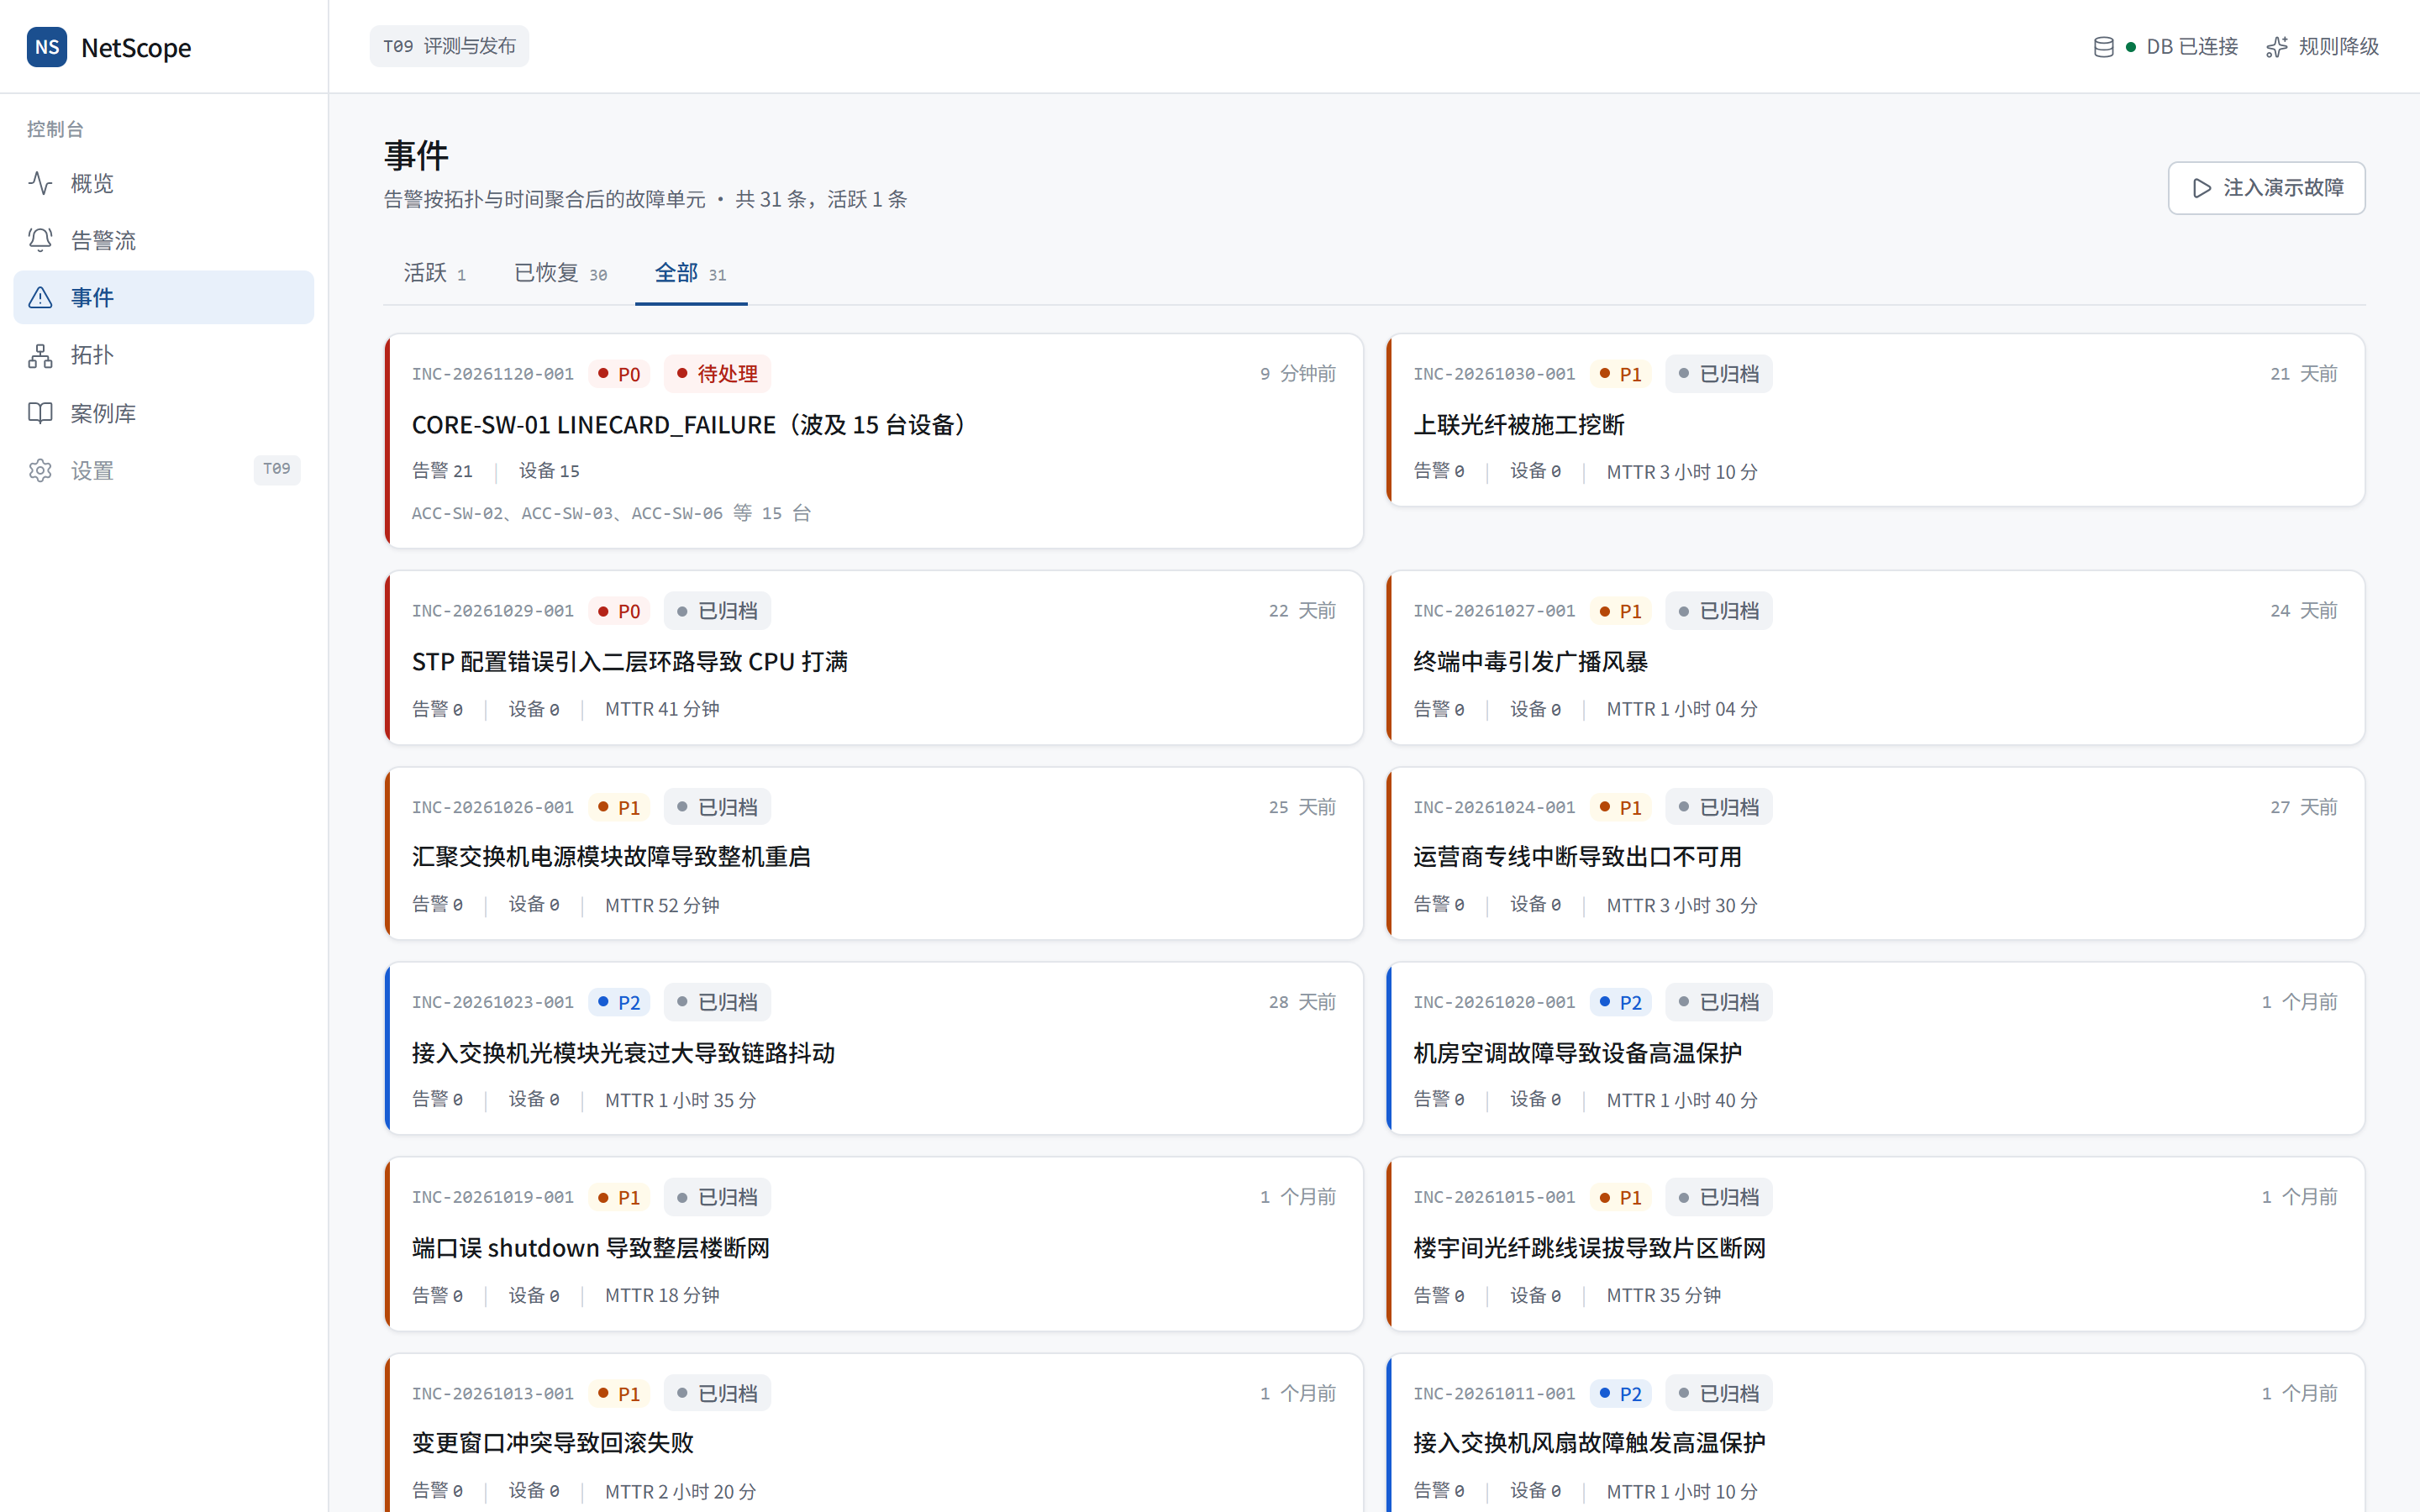 NS NetScope
T09 评测与发布
DB 已连接
规则降级
控制台
概览
告警流
事件
拓扑
案例库
设置 T09
事件
告警按拓扑与时间聚合后的故障单元 · 共 31 条，活跃 1 条
注入演示故障
活跃 1
已恢复 30
全部 31
INC-20261120-001 P0 待处理 9 分钟前
CORE-SW-01 LINECARD_FAILURE（波及 15 台设备）
告警 21 | 设备 15
ACC-SW-02、ACC-SW-03、ACC-SW-06 等 15 台
INC-20261030-001 P1 已归档 21 天前
上联光纤被施工挖断
告警 0 | 设备 0 | MTTR 3 小时 10 分
INC-20261029-001 P0 已归档 22 天前
STP 配置错误引入二层环路导致 CPU 打满
告警 0 | 设备 0 | MTTR 41 分钟
INC-20261027-001 P1 已归档 24 天前
终端中毒引发广播风暴
告警 0 | 设备 0 | MTTR 1 小时 04 分
INC-20261026-001 P1 已归档 25 天前
汇聚交换机电源模块故障导致整机重启
告警 0 | 设备 0 | MTTR 52 分钟
INC-20261024-001 P1 已归档 27 天前
运营商专线中断导致出口不可用
告警 0 | 设备 0 | MTTR 3 小时 30 分
INC-20261023-001 P2 已归档 28 天前
接入交换机光模块光衰过大导致链路抖动
告警 0 | 设备 0 | MTTR 1 小时 35 分
INC-20261020-001 P2 已归档 1 个月前
机房空调故障导致设备高温保护
告警 0 | 设备 0 | MTTR 1 小时 40 分
INC-20261019-001 P1 已归档 1 个月前
端口误 shutdown 导致整层楼断网
告警 0 | 设备 0 | MTTR 18 分钟
INC-20261015-001 P1 已归档 1 个月前
楼宇间光纤跳线误拔导致片区断网
告警 0 | 设备 0 | MTTR 35 分钟
INC-20261013-001 P1 已归档 1 个月前
变更窗口冲突导致回滚失败
告警 0 | 设备 0 | MTTR 2 小时 20 分
INC-20261011-001 P2 已归档 1 个月前
接入交换机风扇故障触发高温保护
告警 0 | 设备 0 | MTTR 1 小时 10 分